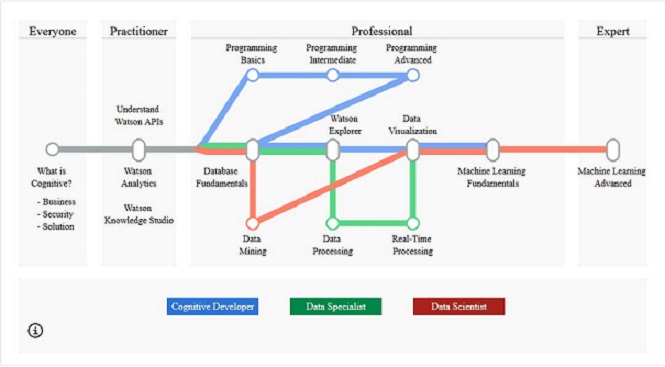 Everyone
Practitioner
Professional
Expert
Programming
Basics
Programming
Intermediate
Programming
Advanced
Understand
Watson APIs
Watson
Explorer
Data
Visualization
What is
Cognitive?
- Business
- Security
- Solution
Watson
Analytics
Watson
Knowledge Studio
Database
Fundamentals
Machine Learning
Fundamentals
Machine Learning
Advanced
Data
Mining
Data
Processing
Real-Time
Processing
Cognitive Developer
Data Specialist
Data Scientist
i